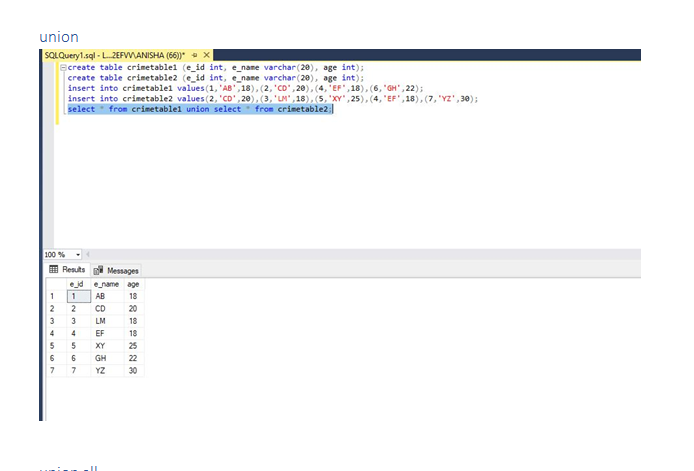 union
SQLQuery1.sql - L...2EFVV\ANISHA (66))*
create table crimetable1 (e_id int, e_name varchar(20), age int);
create table crimetable2 (e_id int, e_name varchar(20), age int);
insert into crimetable1 values(1,'AB',18),(2,'CD',20),(4,'EF',18),(6,'GH',22);
insert into crimetable2 values(2,'CD',20),(3,'LM',18),(5,'XY',25),(4,'EF',18),(7,'YZ',30);
select * from crimetable1 union select * from crimetable2;
100 %
Results Messages
e_id e_name age
1 1 AB 18
2 2 CD 20
3 3 LM 18
4 4 EF 18
5 5 XY 25
6 6 GH 22
7 7 YZ 30
union all